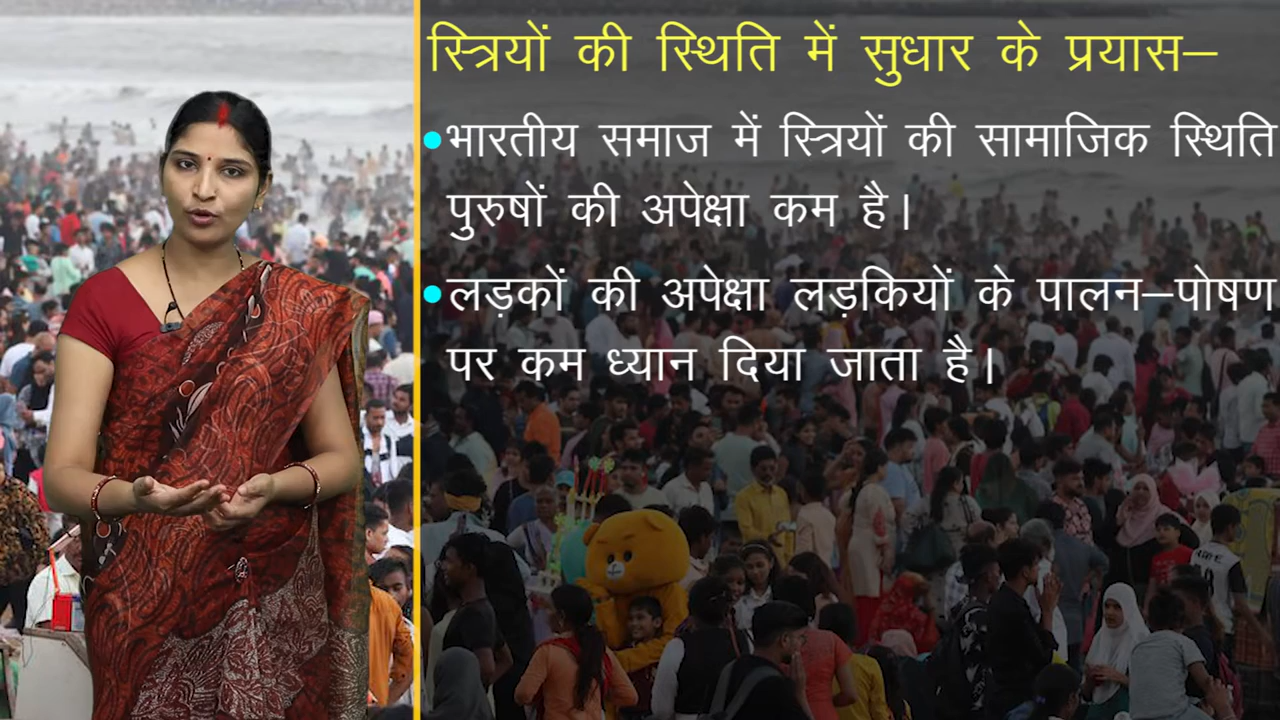 स्त्रियों की स्थिति में सुधार के प्रयास–
•भारतीय समाज में स्त्रियों की सामाजिक स्थिति
पुरुषों की अपेक्षा कम है।
•लड़कों की अपेक्षा लड़कियों के पालन–पोषण
पर कम ध्यान दिया जाता है।